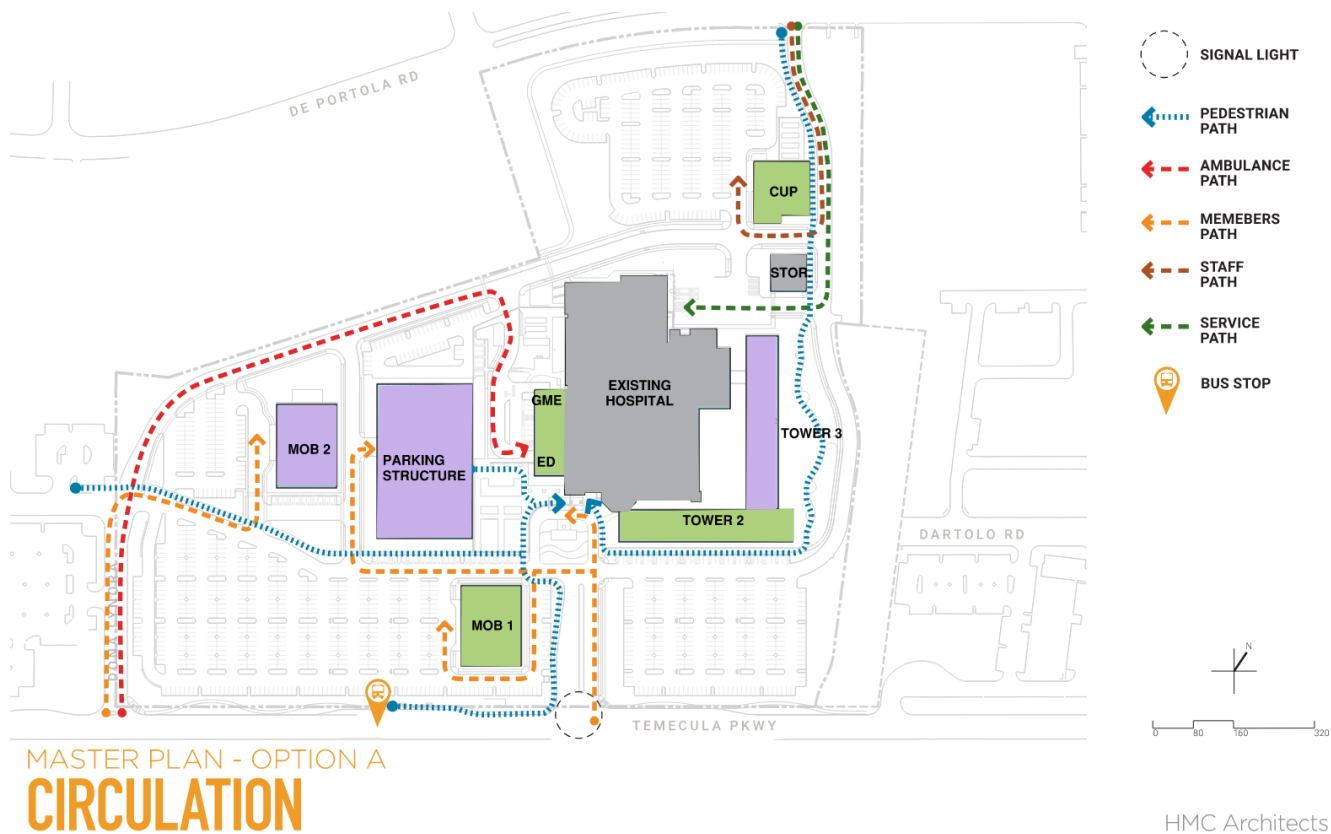 DE PORTOLA RD
SIGNAL LIGHT
PEDESTRIAN
PATH
AMBULANCE
PATH
MEMEBERS
PATH
STAFF
PATH
SERVICE
PATH
BUS STOP
CUP
STOR.
EXISTING
HOSPITAL
GME
ED
TOWER 3
TOWER 2
MOB 2
PARKING
STRUCTURE
MOB 1
DARTOLO RD
TEMECULA PKWY
N
0 80 160 320
MASTER PLAN - OPTION A
CIRCULATION
HMC Architects